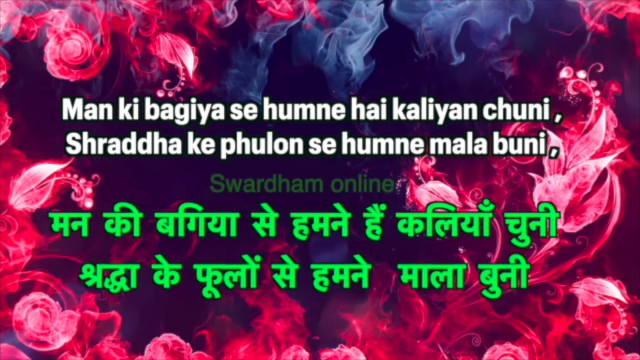 Man ki bagiya se humne hai kaliyan chuni ,
Shraddha ke phulon se humne mala buni ,
Swardham online
मन की बगिया से हमने हैं कलियाँ चुनी
श्रद्धा के फूलों से हमने माला बुनी